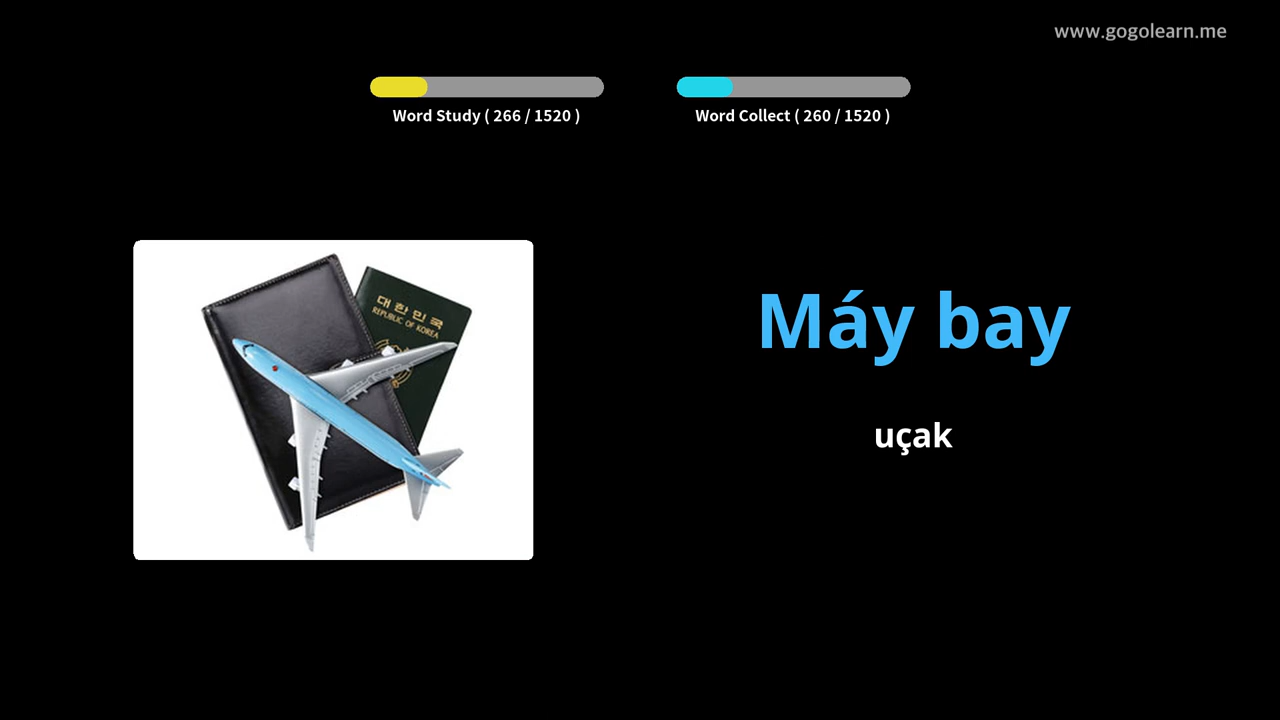 www.gogolearn.me
Word Study ( 266 / 1520 )
Word Collect ( 260 / 1520 )
대한민국
REPUBLIC OF KOREA
Máy bay
uçak